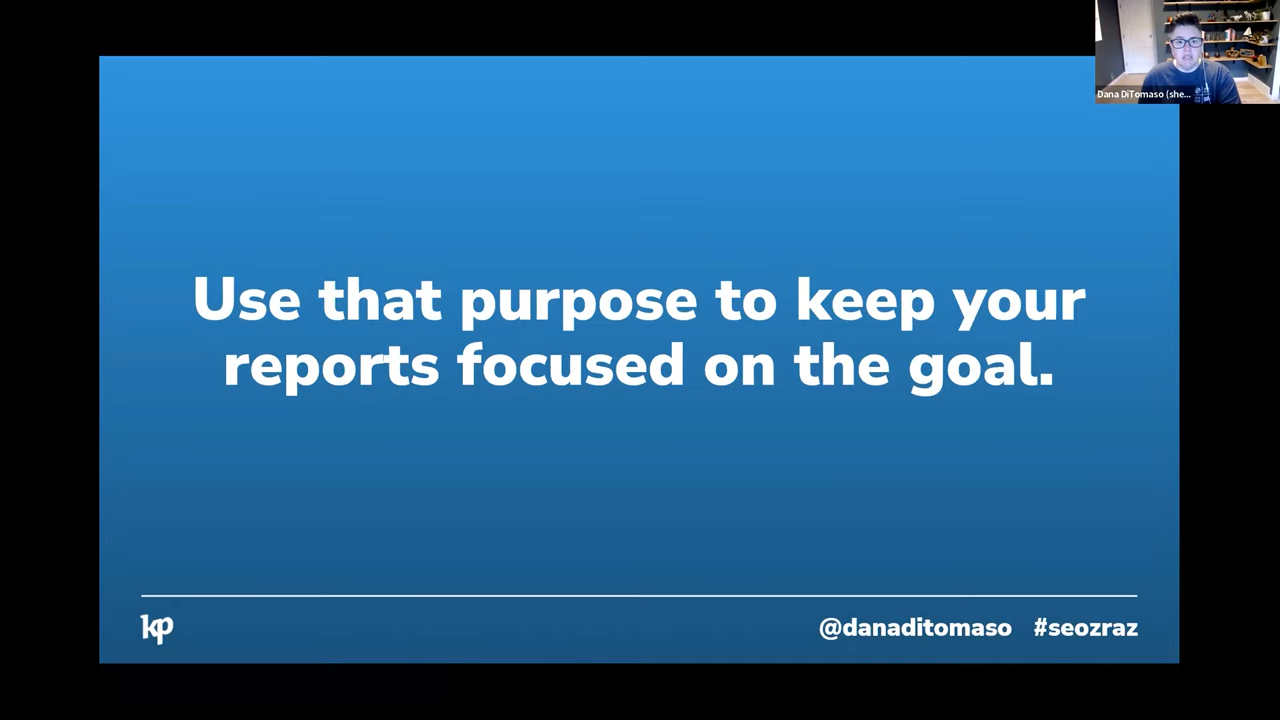 Dana DiTomaso (she...
Use that purpose to keep your
reports focused on the goal.
kp
@danaditomaso #seozraz